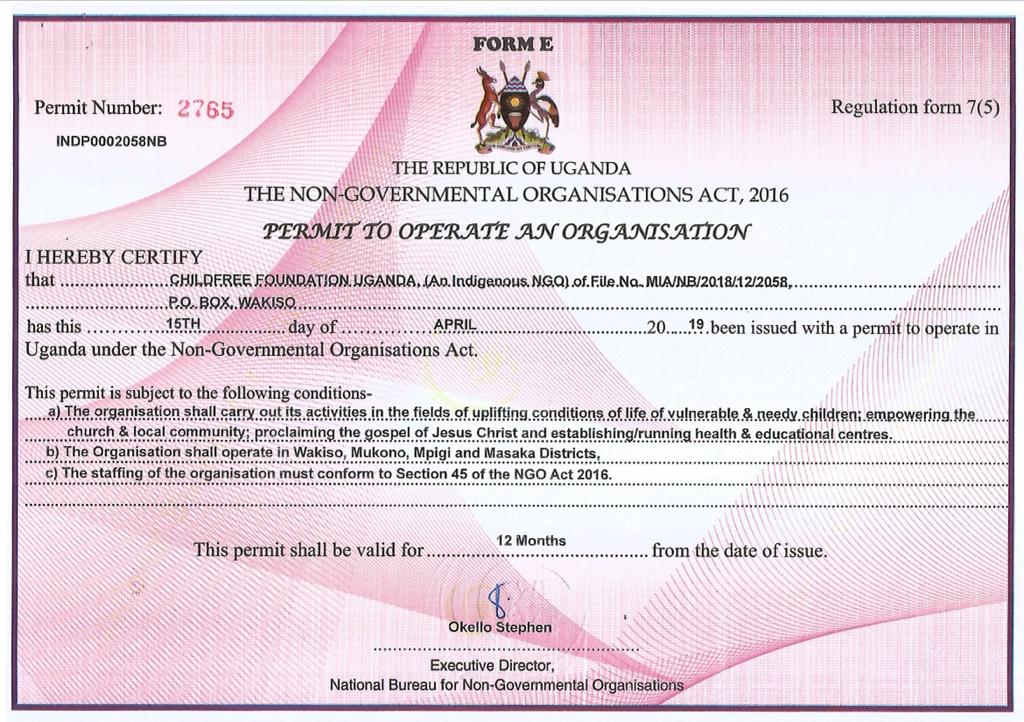 FORM E
Permit Number: 2765
Regulation form 7(5)
INDP0002058NB
THE REPUBLIC OF UGANDA
THE NON-GOVERNMENTAL ORGANISATIONS ACT, 2016
PERMIT TO OPERATE AN ORGANISATION
I HEREBY CERTIFY
that CHILDFREE FOUNDATION UGANDA, (An Indigenous NGO) of File No. MIA/NB/2018/12/2058,
P.O. BOX, WAKISO
has this 15TH day of APRIL 20 19 been issued with a permit to operate in
Uganda under the Non-Governmental Organisations Act.
This permit is subject to the following conditions-
a) The organisation shall carry out its activities in the fields of uplifting conditions of life of vulnerable & needy children; empowering the
church & local community; proclaiming the gospel of Jesus Christ and establishing/running health & educational centres.
b) The Organisation shall operate in Wakiso, Mukono, Mpigi and Masaka Districts,
c) The staffing of the organisation must conform to Section 45 of the NGO Act 2016.
This permit shall be valid for 12 Months from the date of issue.
Okello Stephen
Executive Director,
National Bureau for Non-Governmental Organisations